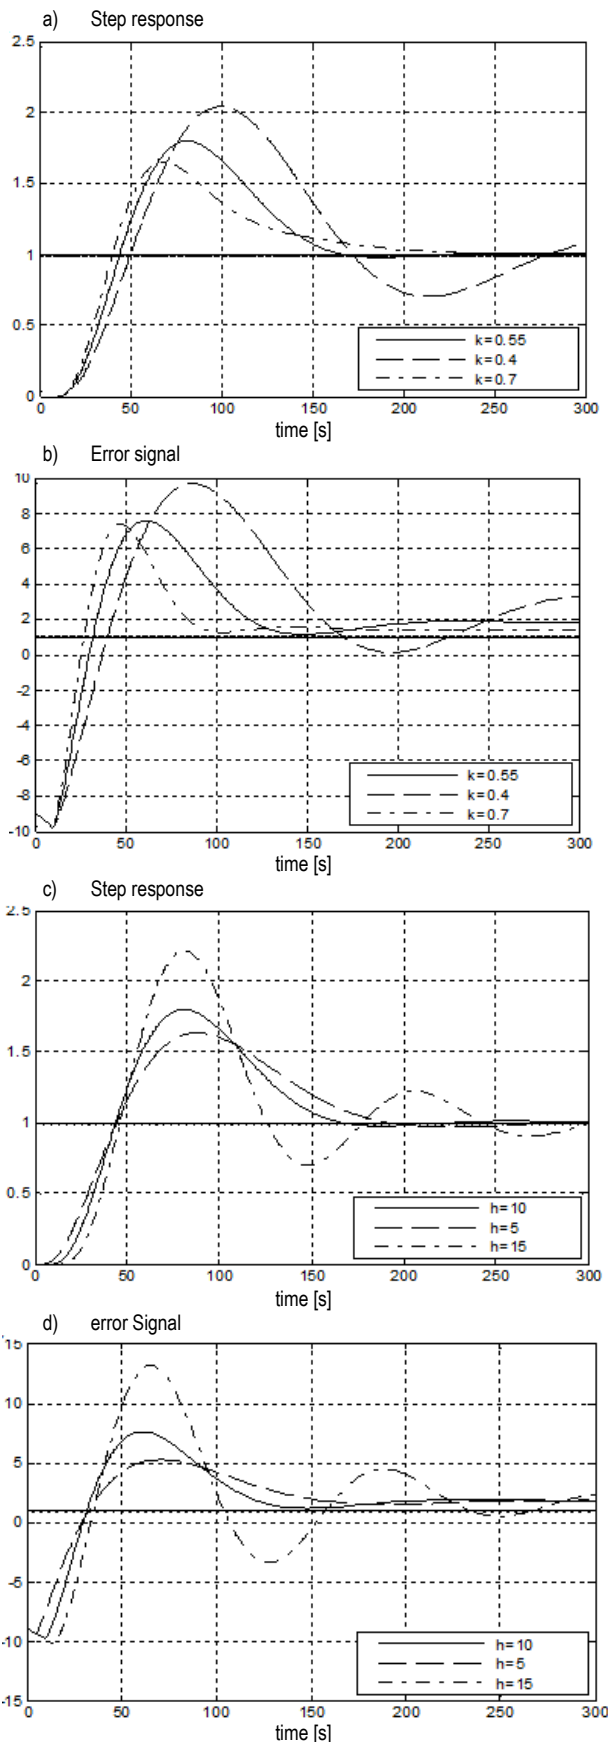 a) Step response
2.5
2
1.5
1
0.5
0
0 50 100 150 200 250 300
k=0.55
k=0.4
k=0.7
time [s]
b) Error signal
10
8
6
4
2
0
-2
-4
-6
-8
-10
0 50 100 150 200 250 300
k=0.55
k=0.4
k=0.7
time [s]
c) Step response
2.5
2
1.5
1
0.5
0
0 50 100 150 200 250 300
h=10
h=5
h=15
time [s]
d) error Signal
15
10
5
0
-5
-10
-15
0 50 100 150 200 250 300
h=10
h=5
h=15
time [s]